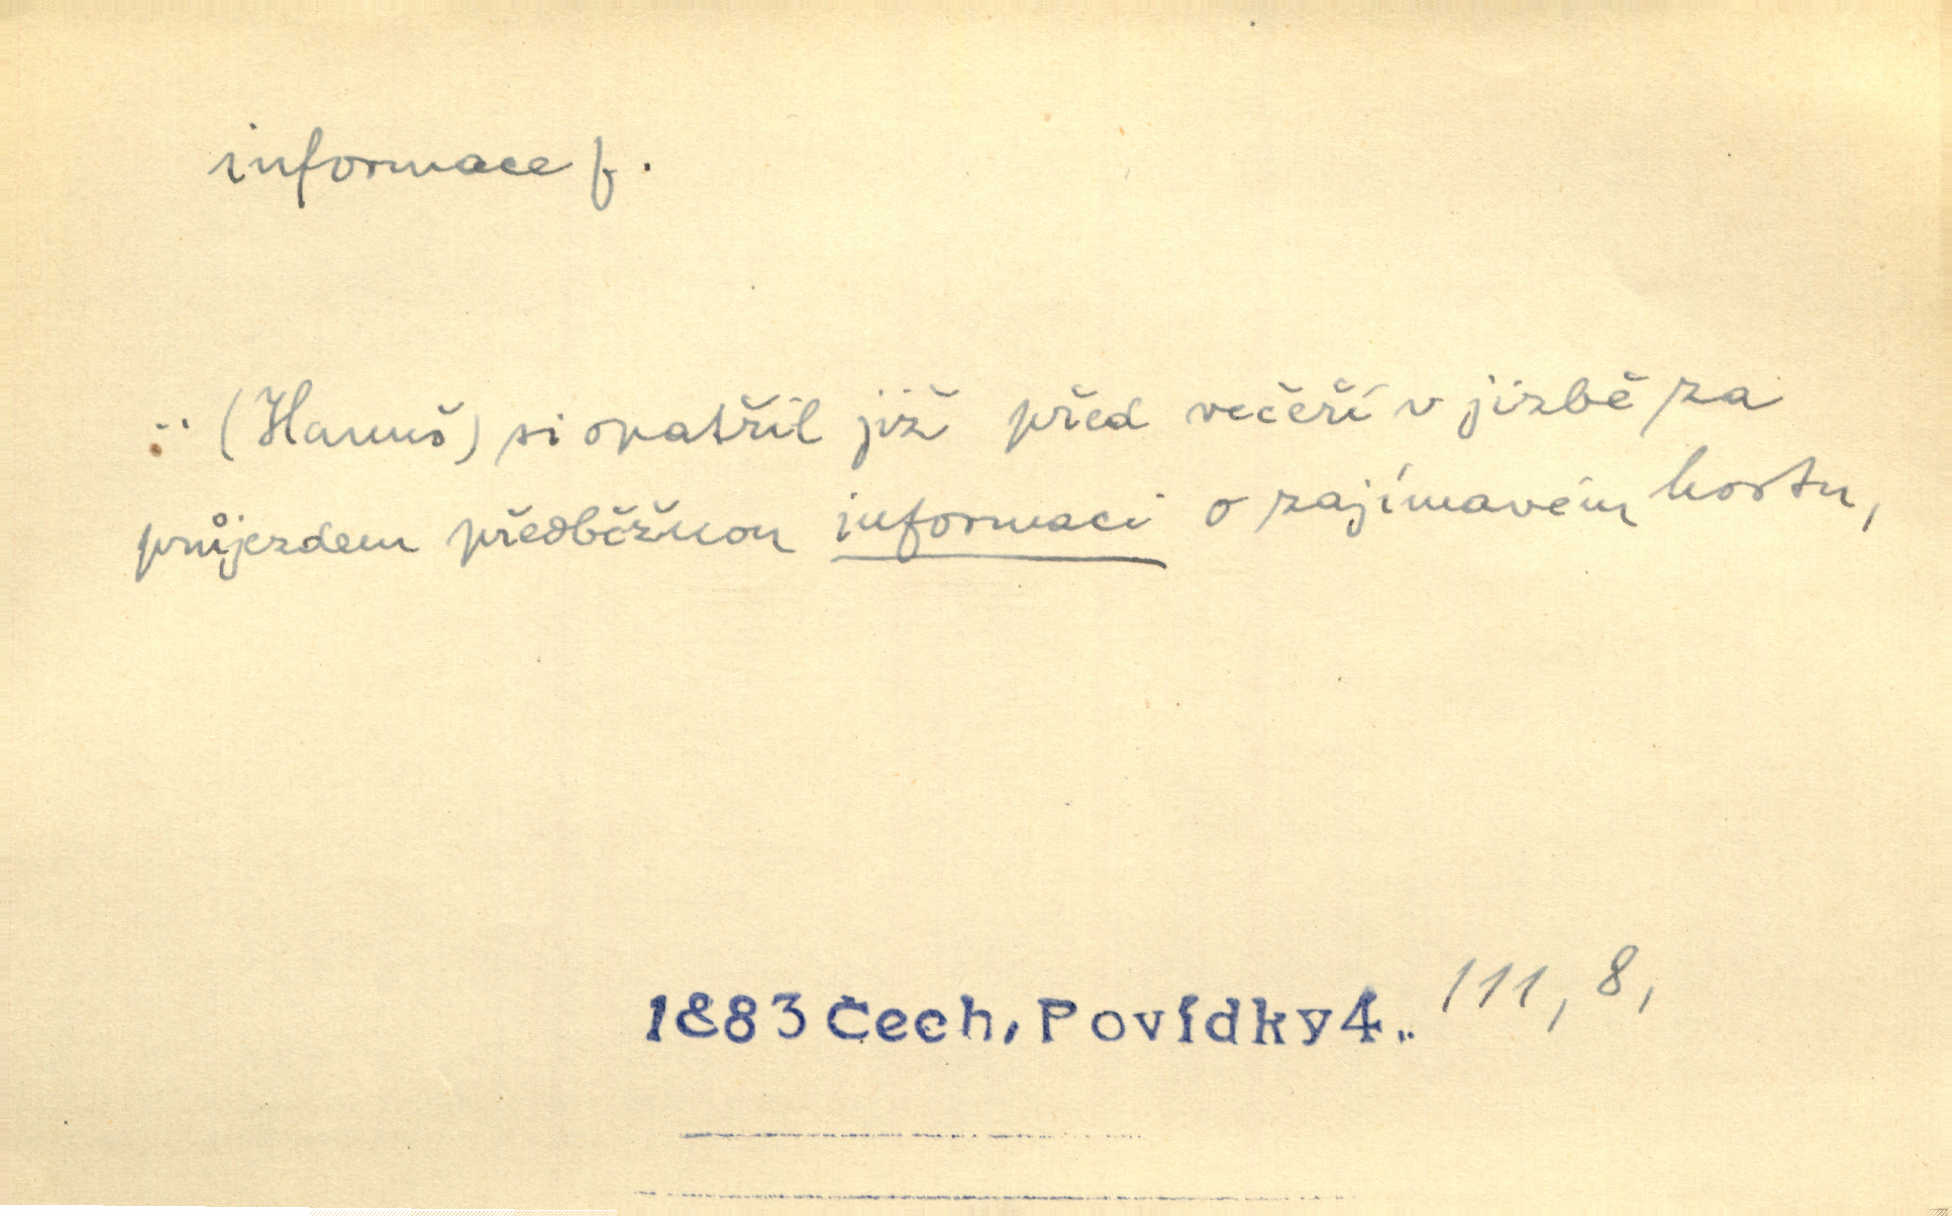 informace f.
.. (Hanuš) si opatřil již před večeří v jizbě za
průjezdem předběžnou informaci o zajímavém hostu,
1883 Čech, Povídky 4.. 111, 8,